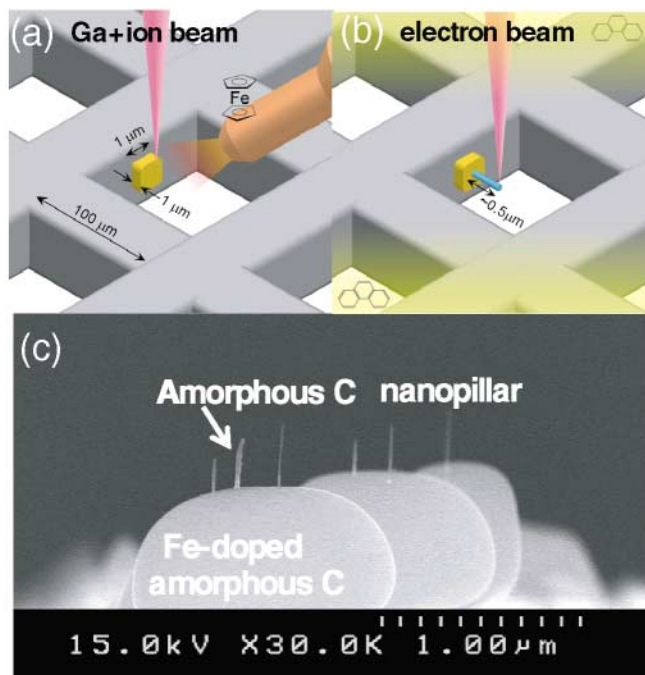 (a)
Ga+ion beam
Fe
1 μm
~1 μm
100 μm
(b)
electron beam
~0.5μm
(c)
Amorphous C
nanopillar
Fe-doped
amorphous C
15.0kV X30.0K 1.00μm